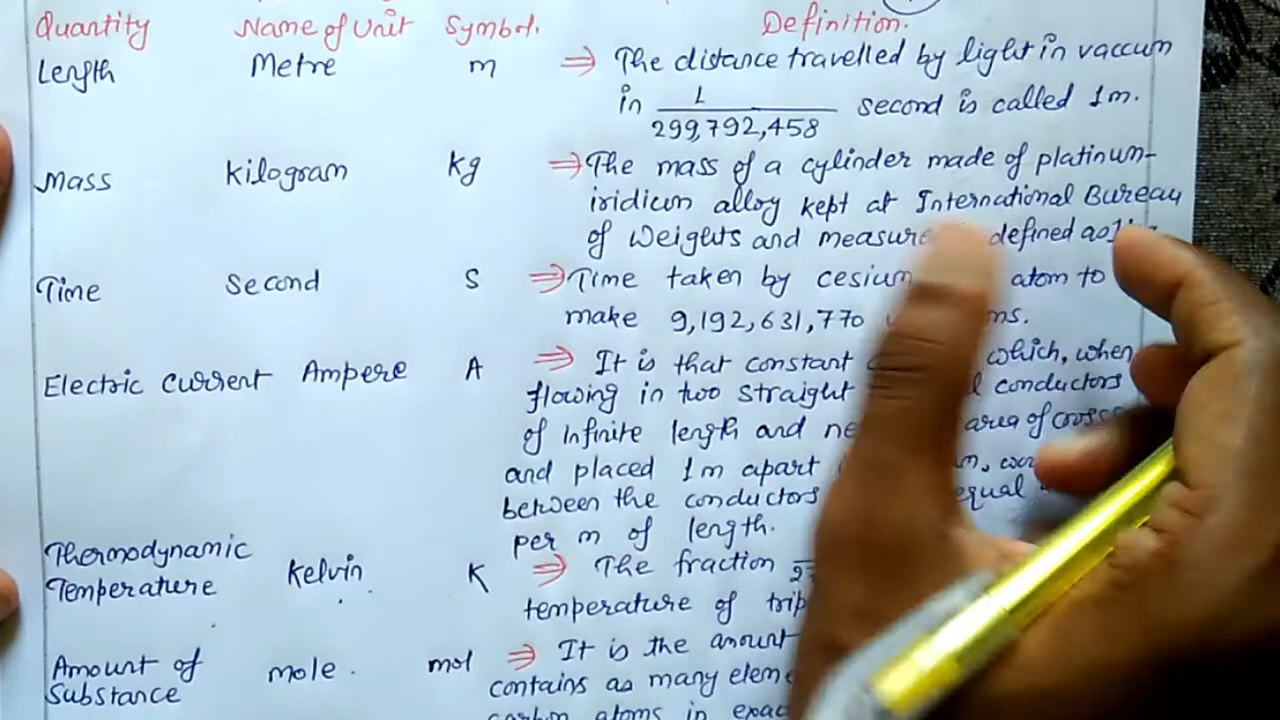 Quantity Name of Unit Symbol. Definition.
Length Metre m ⇒ The distance travelled by light in vaccum
in 1/299,792,458 second is called 1m.
Mass kilogram kg ⇒ The mass of a cylinder made of platinum-
iridium alloy kept at International Bureau
of Weights and measure defined as
Time Second S ⇒ Time taken by cesium atom to
make 9,192,631,770
Electric current Ampere A ⇒ It is that constant which, when
flowing in two straight conductors
of Infinite length and area of
and placed 1m apart
between the conductors equal
per m of length.
Thermodynamic Temperature Kelvin K ⇒ The fraction
temperature of
Amount of Substance mole. mol ⇒ It is the amount
contains as many
carbon atoms in